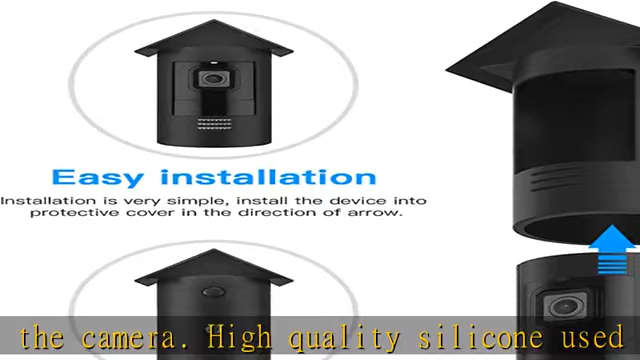 Easy installation
Installation is very simple, install the device into
protective cover in the direction of arrow.
the camera. High quality silicone used